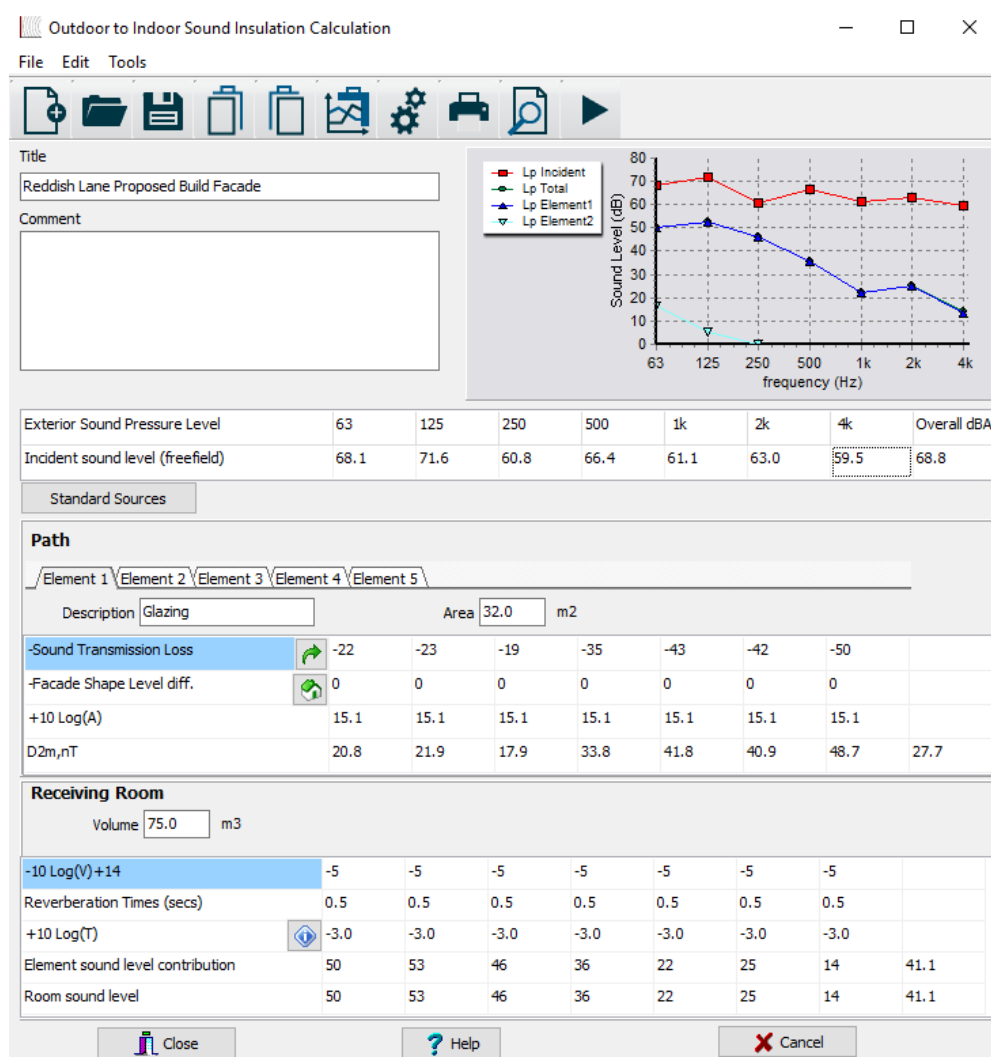 Outdoor to Indoor Sound Insulation Calculation
File Edit Tools
Title
Reddish Lane Proposed Build Facade
Comment
Lp Incident
Lp Total
Lp Element1
Lp Element2
Sound Level (dB)
80
70
60
50
40
30
20
10
0
63 125 250 500 1k 2k 4k
frequency (Hz)
Exterior Sound Pressure Level 63 125 250 500 1k 2k 4k Overall dBA
Incident sound level (freefield) 68.1 71.6 60.8 66.4 61.1 63.0 59.5 68.8
Standard Sources
Path
Element 1 Element 2 Element 3 Element 4 Element 5
Description Glazing Area 32.0 m2
-Sound Transmission Loss -22 -23 -19 -35 -43 -42 -50
-Facade Shape Level diff. 0 0 0 0 0 0 0
+10 Log(A) 15.1 15.1 15.1 15.1 15.1 15.1 15.1
D2m,nT 20.8 21.9 17.9 33.8 41.8 40.9 48.7 27.7
Receiving Room
Volume 75.0 m3
-10 Log(V)+14 -5 -5 -5 -5 -5 -5 -5
Reverberation Times (secs) 0.5 0.5 0.5 0.5 0.5 0.5 0.5
+10 Log(T) -3.0 -3.0 -3.0 -3.0 -3.0 -3.0 -3.0
Element sound level contribution 50 53 46 36 22 25 14 41.1
Room sound level 50 53 46 36 22 25 14 41.1
Close Help Cancel